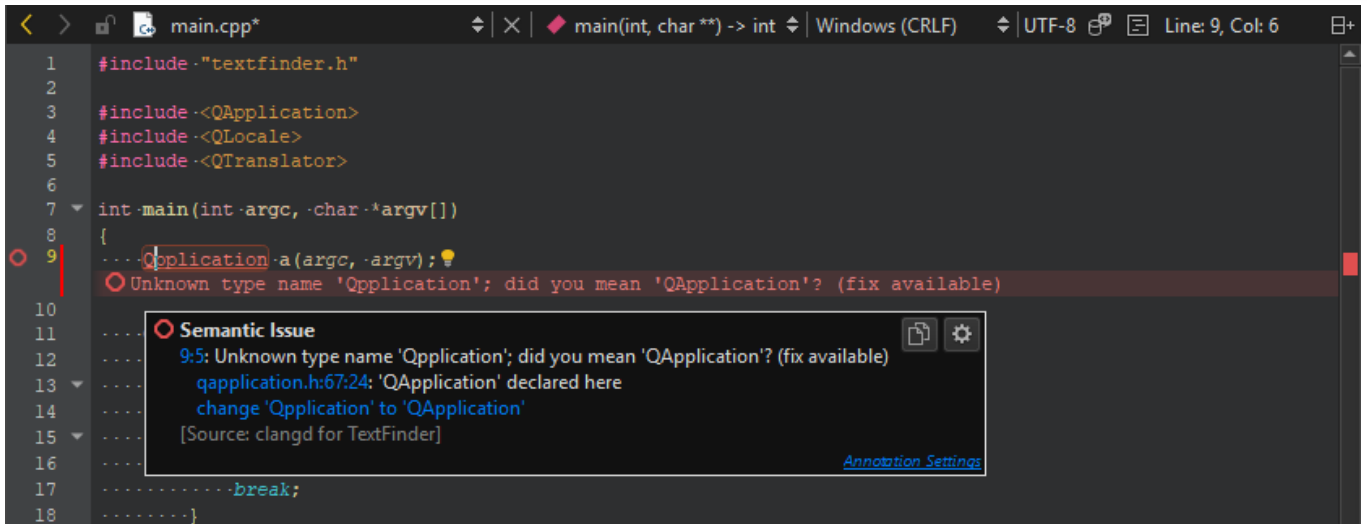 main.cpp* main(int, char **) -> int Windows (CRLF) UTF-8 Line: 9, Col: 6
1 #include "textfinder.h"
2
3 #include <QApplication>
4 #include <QLocale>
5 #include <QTranslator>
6
7 int main(int argc, char *argv[])
8 {
9 Qpplication a(argc, argv);
Unknown type name 'Qpplication'; did you mean 'QApplication'? (fix available)
10
11 Semantic Issue
12 9:5: Unknown type name 'Qpplication'; did you mean 'QApplication'? (fix available)
13 qapplication.h:67:24: 'QApplication' declared here
14 change 'Qpplication' to 'QApplication'
15 [Source: clangd for TextFinder]
16 Annotation Settings
17 break;
18 }